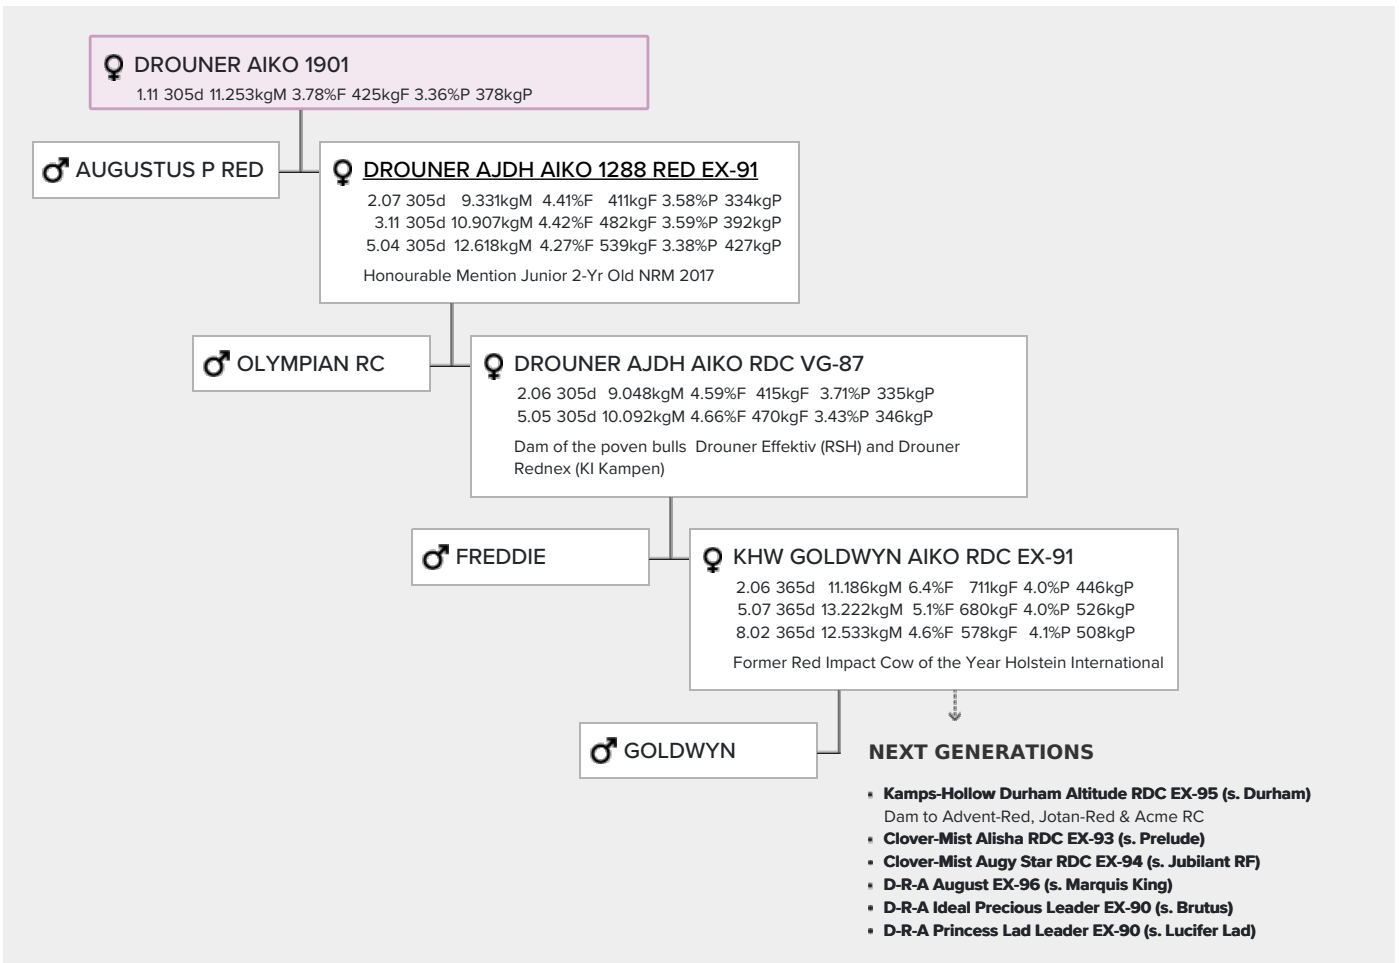 DROUNER AIKO 1901
1.11 305d 11.253kgM 3.78%F 425kgF 3.36%P 378kgP
AUGUSTUS P RED
DROUNER AJDH AIKO 1288 RED EX-91
2.07 305d 9.331kgM 4.41%F 411kgF 3.58%P 334kgP
3.11 305d 10.907kgM 4.42%F 482kgF 3.59%P 392kgP
5.04 305d 12.618kgM 4.27%F 539kgF 3.38%P 427kgP
Honourable Mention Junior 2-Yr Old NRM 2017
OLYMPIAN RC
DROUNER AJDH AIKO RDC VG-87
2.06 305d 9.048kgM 4.59%F 415kgF 3.71%P 335kgP
5.05 305d 10.092kgM 4.66%F 470kgF 3.43%P 346kgP
Dam of the poven bulls Drouner Effektiv (RSH) and Drouner
Rednex (KI Kampen)
FREDDIE
KHW GOLDWYN AIKO RDC EX-91
2.06 365d 11.186kgM 6.4%F 711kgF 4.0%P 446kgP
5.07 365d 13.222kgM 5.1%F 680kgF 4.0%P 526kgP
8.02 365d 12.533kgM 4.6%F 578kgF 4.1%P 508kgP
Former Red Impact Cow of the Year Holstein International
GOLDWYN
NEXT GENERATIONS
• Kamps-Hollow Durham Altitude RDC EX-95 (s. Durham)
Dam to Advent-Red, Jotan-Red & Acme RC
• Clover-Mist Alisha RDC EX-93 (s. Prelude)
• Clover-Mist Augy Star RDC EX-94 (s. Jubilant RF)
• D-R-A August EX-96 (s. Marquis King)
• D-R-A Ideal Precious Leader EX-90 (s. Brutus)
• D-R-A Princess Lad Leader EX-90 (s. Lucifer Lad)